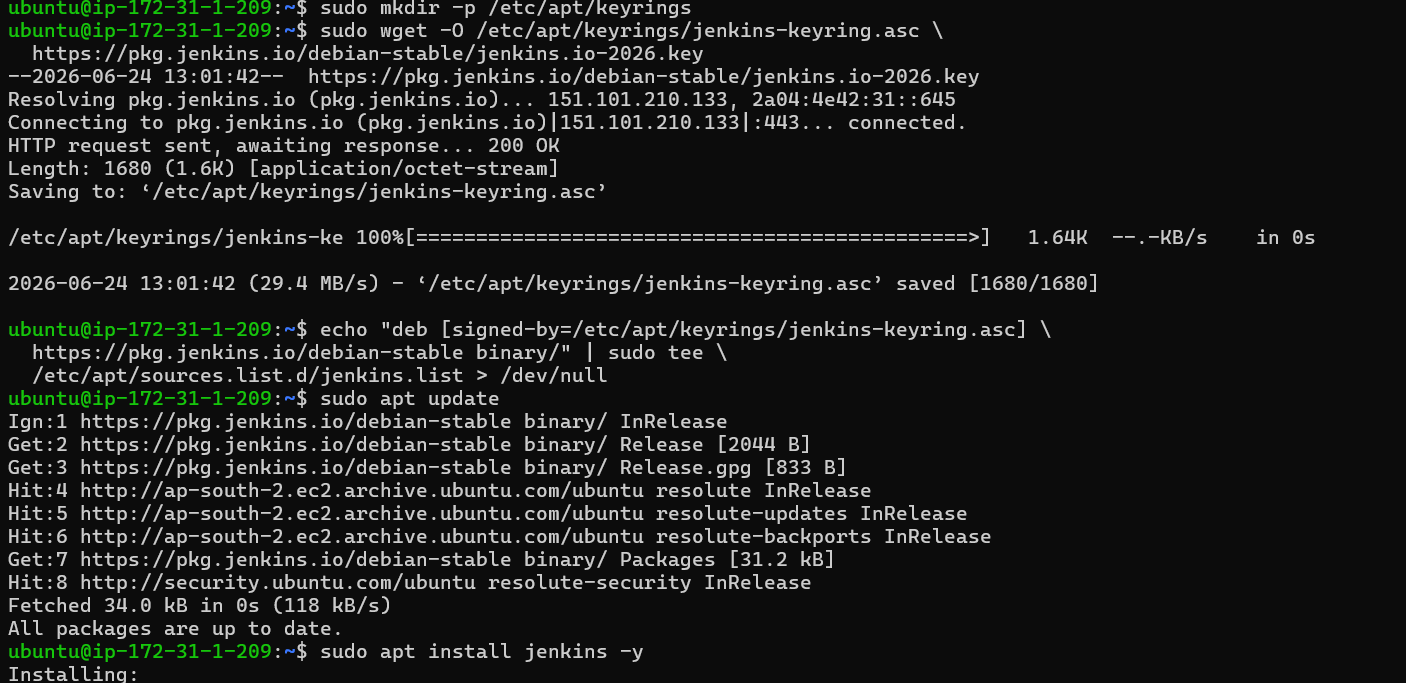 ubuntu@ip-172-31-1-209:~$ sudo mkdir -p /etc/apt/keyrings
ubuntu@ip-172-31-1-209:~$ sudo wget -O /etc/apt/keyrings/jenkins-keyring.asc \
  https://pkg.jenkins.io/debian-stable/jenkins.io-2026.key
--2026-06-24 13:01:42--  https://pkg.jenkins.io/debian-stable/jenkins.io-2026.key
Resolving pkg.jenkins.io (pkg.jenkins.io)... 151.101.210.133, 2a04:4e42:31::645
Connecting to pkg.jenkins.io (pkg.jenkins.io)|151.101.210.133|:443... connected.
HTTP request sent, awaiting response... 200 OK
Length: 1680 (1.6K) [application/octet-stream]
Saving to: ‘/etc/apt/keyrings/jenkins-keyring.asc’

/etc/apt/keyrings/jenkins-ke 100%[==============================================>]   1.64K  --.-KB/s    in 0s

2026-06-24 13:01:42 (29.4 MB/s) - ‘/etc/apt/keyrings/jenkins-keyring.asc’ saved [1680/1680]

ubuntu@ip-172-31-1-209:~$ echo "deb [signed-by=/etc/apt/keyrings/jenkins-keyring.asc] \
  https://pkg.jenkins.io/debian-stable binary/" | sudo tee \
  /etc/apt/sources.list.d/jenkins.list > /dev/null
ubuntu@ip-172-31-1-209:~$ sudo apt update
Ign:1 https://pkg.jenkins.io/debian-stable binary/ InRelease
Get:2 https://pkg.jenkins.io/debian-stable binary/ Release [2044 B]
Get:3 https://pkg.jenkins.io/debian-stable binary/ Release.gpg [833 B]
Hit:4 http://ap-south-2.ec2.archive.ubuntu.com/ubuntu resolute InRelease
Hit:5 http://ap-south-2.ec2.archive.ubuntu.com/ubuntu resolute-updates InRelease
Hit:6 http://ap-south-2.ec2.archive.ubuntu.com/ubuntu resolute-backports InRelease
Get:7 https://pkg.jenkins.io/debian-stable binary/ Packages [31.2 kB]
Hit:8 http://security.ubuntu.com/ubuntu resolute-security InRelease
Fetched 34.0 kB in 0s (118 kB/s)
All packages are up to date.
ubuntu@ip-172-31-1-209:~$ sudo apt install jenkins -y
Installing: